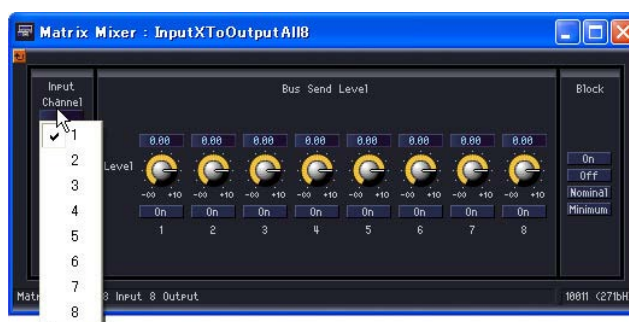 Matrix Mixer : InputXToOutputAll8
Input
Channel
Bus Send Level
Block
1
2
3
4
5
6
7
8
0.00 0.00 0.00 0.00 0.00 0.00 0.00 0.00
Level
-∞ +10 -∞ +10 -∞ +10 -∞ +10 -∞ +10 -∞ +10 -∞ +10 -∞ +10
On On On On On On On On
1 2 3 4 5 6 7 8
On
Off
Nominal
Minimum
Matr
8 Input 8 Output
10011 (271bH